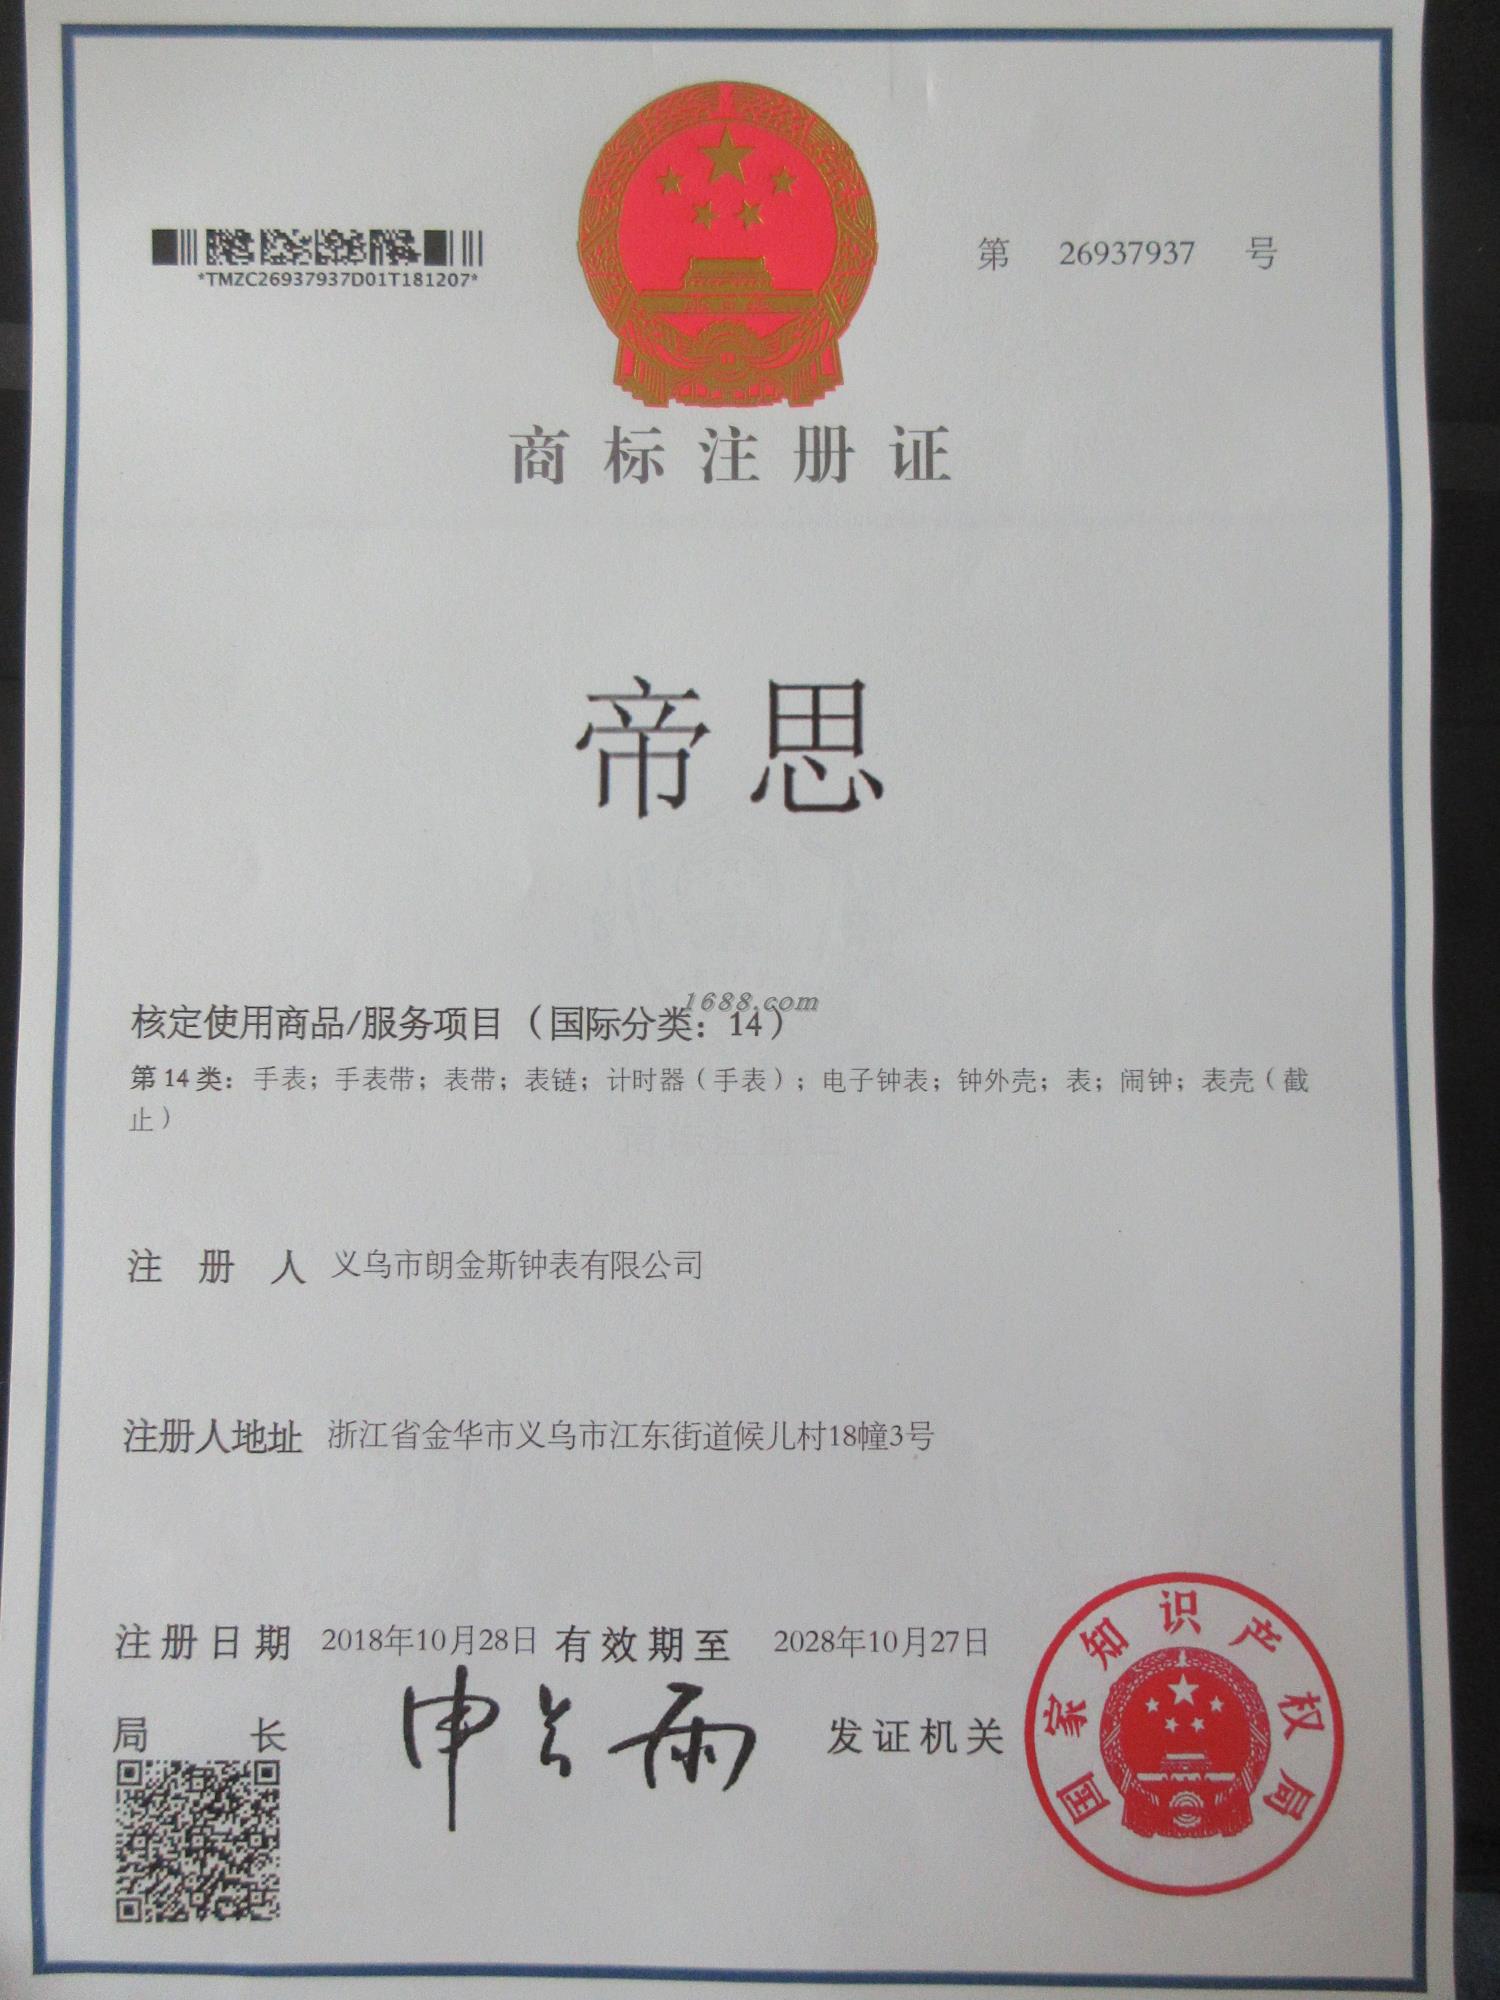 *TMZC26937937D01T181207*
第 26937937 号
商标注册证
帝思
1688.com
核定使用商品/服务项目（国际分类：14）
第14类：手表；手表带；表带；表链；计时器（手表）；电子钟表；钟外壳；表；闹钟；表壳（截
止）
注册人 义乌市朗金斯钟表有限公司
注册人地址 浙江省金华市义乌市江东街道候儿村18幢3号
注册日期 2018年10月28日 有效期至 2028年10月27日
局长 申长雨 发证机关
国家知识产权局